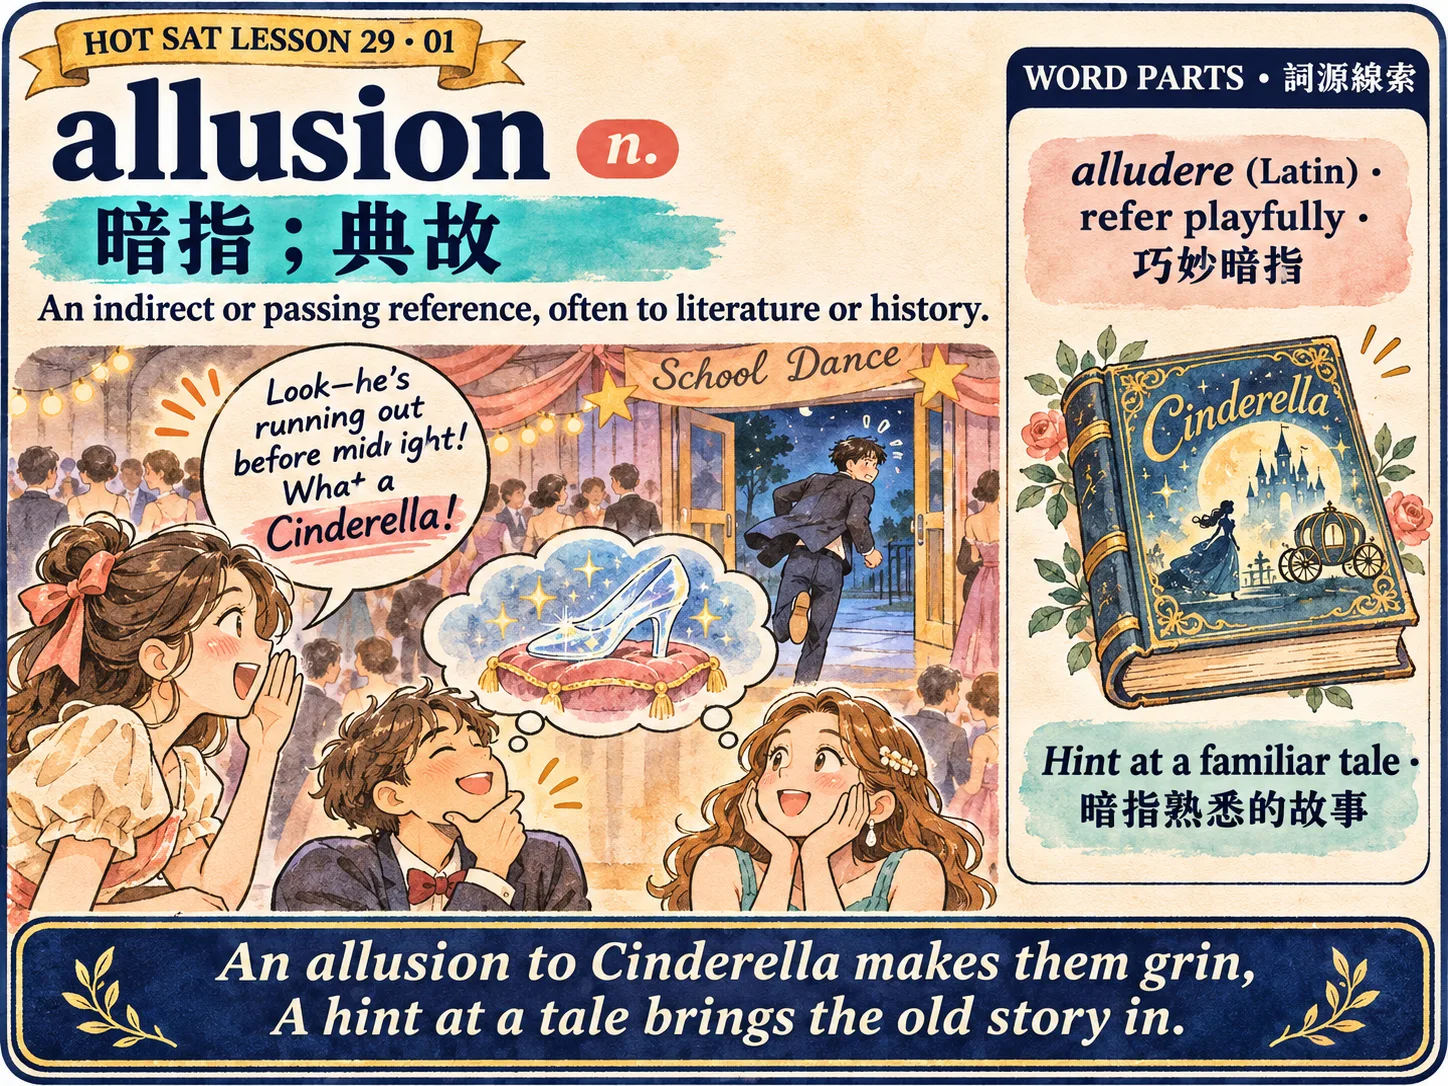 HOT SAT LESSON 29 · 01
allusion n.
暗指；典故
An indirect or passing reference, often to literature or history.
Look—he's
running out
before midnight!
What a
Cinderella!
School Dance
WORD PARTS • 詞源線索
alludere (Latin) •
refer playfully •
巧妙暗指
Cinderella
Hint at a familiar tale •
暗指熟悉的故事
An allusion to Cinderella makes them grin,
A hint at a tale brings the old story in.